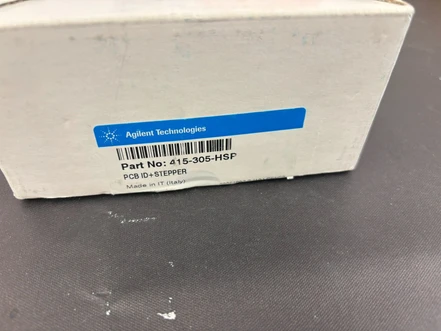 Agilent Technologies
Part No: 415-305-HSP
PCB ID+STEPPER
Made in IT (Italy)